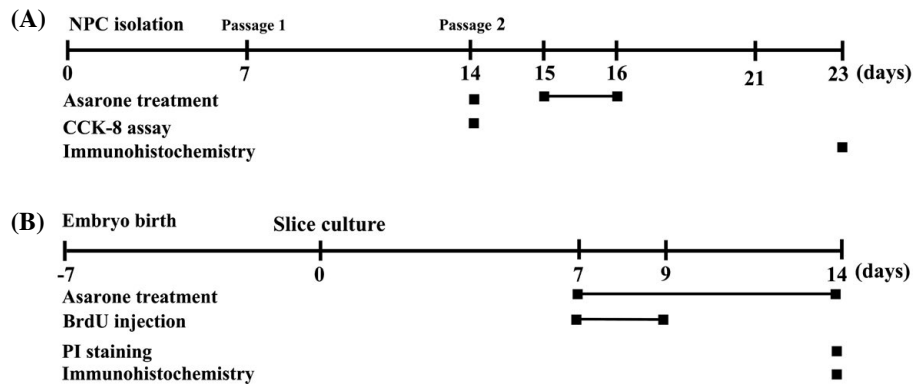 (A) NPC isolation Passage 1 Passage 2
0 7 14 15 16 21 23 (days)
Asarone treatment
CCK-8 assay
Immunohistochemistry
(B) Embryo birth Slice culture
-7 0 7 9 14 (days)
Asarone treatment
BrdU injection
PI staining
Immunohistochemistry